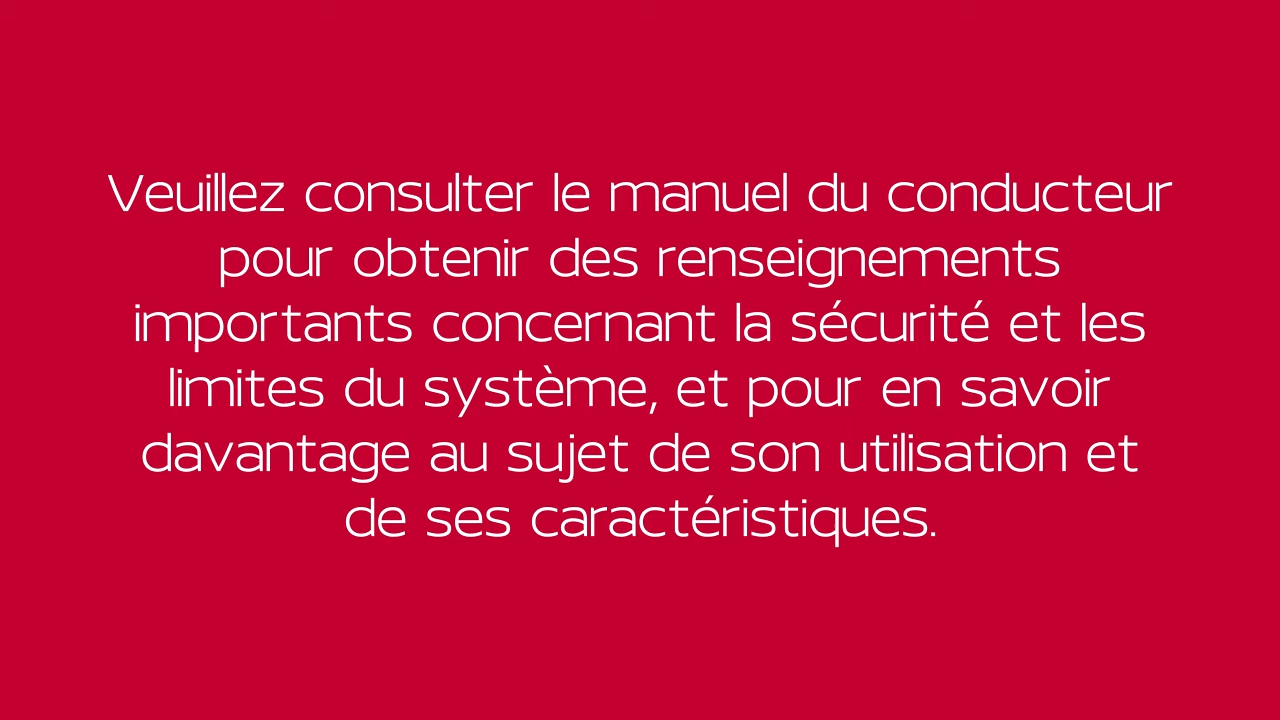 Veuillez consulter le manuel du conducteur
pour obtenir des renseignements
importants concernant la sécurité et les
limites du système, et pour en savoir
davantage au sujet de son utilisation et
de ses caractéristiques.